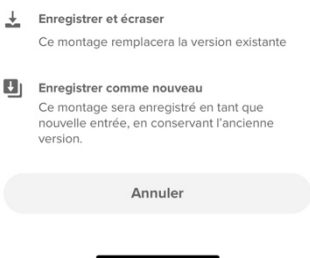 Enregistrer et écraser
Ce montage remplacera la version existante
Enregistrer comme nouveau
Ce montage sera enregistré en tant que
nouvelle entrée, en conservant l'ancienne
version.
Annuler